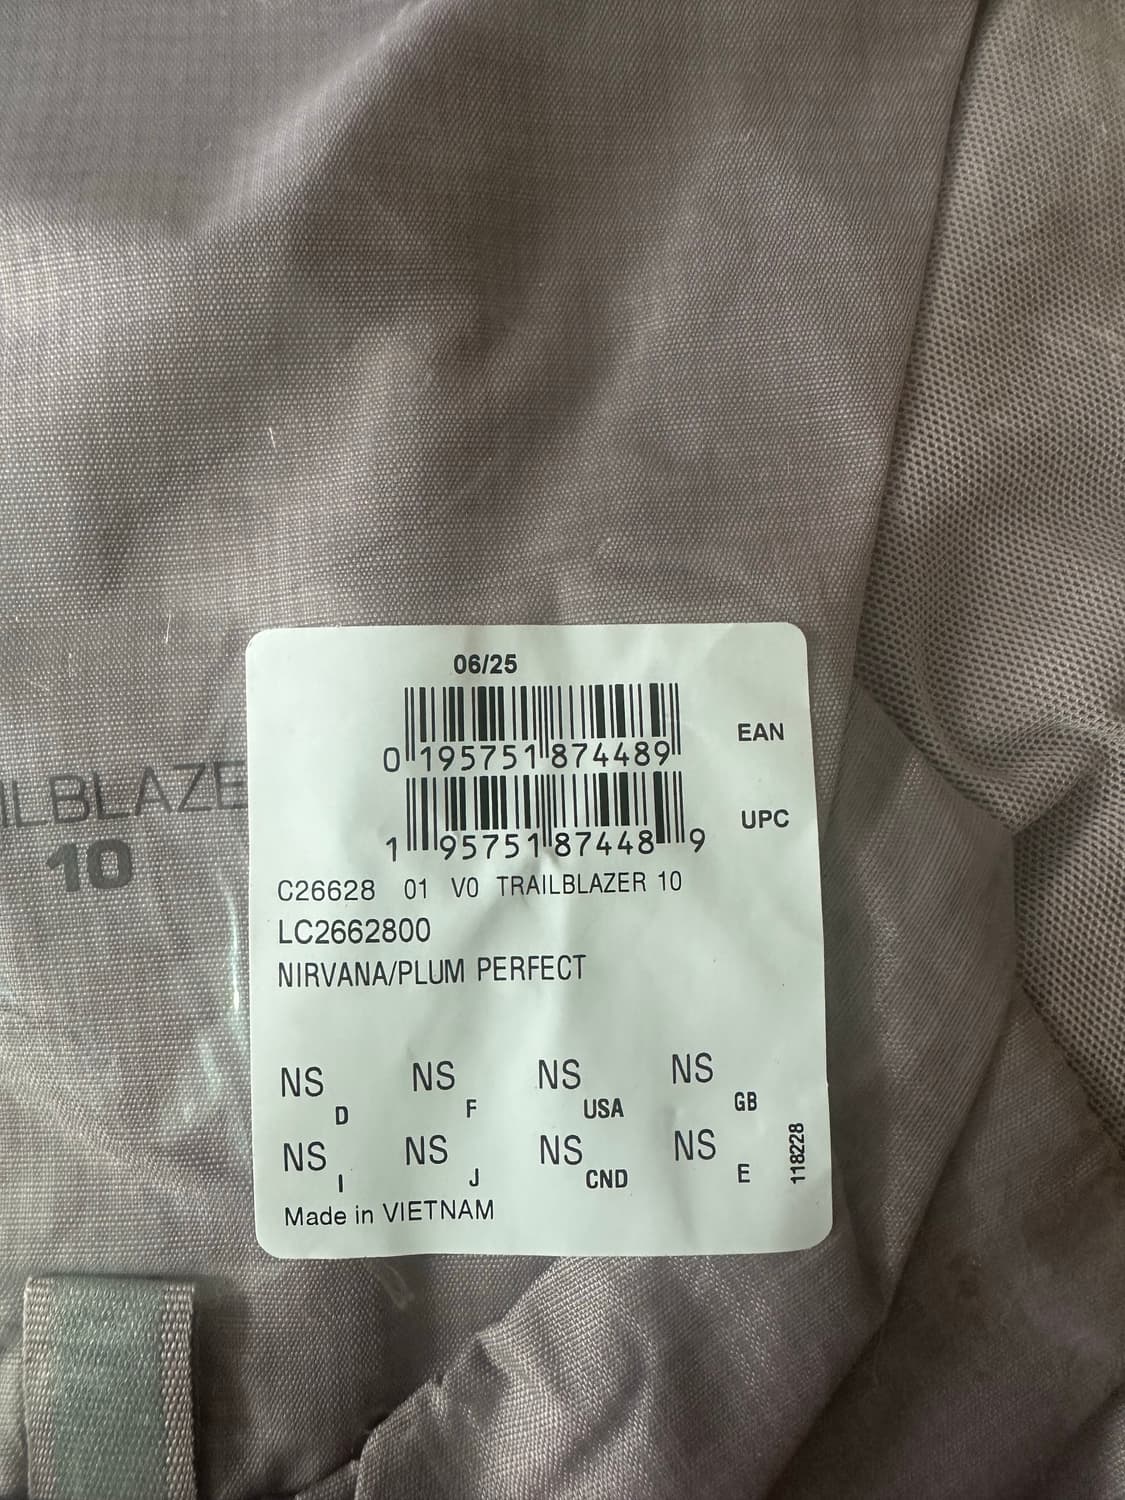 06/25
0 195751 874489
EAN
1 95751 87448 9
UPC
C26628 01 V0 TRAILBLAZER 10
LC2662800
NIRVANA/PLUM PERFECT
NS D NS F NS USA NS GB
NS I NS J NS CND NS E
118228
Made in VIETNAM
ILBLAZE
10